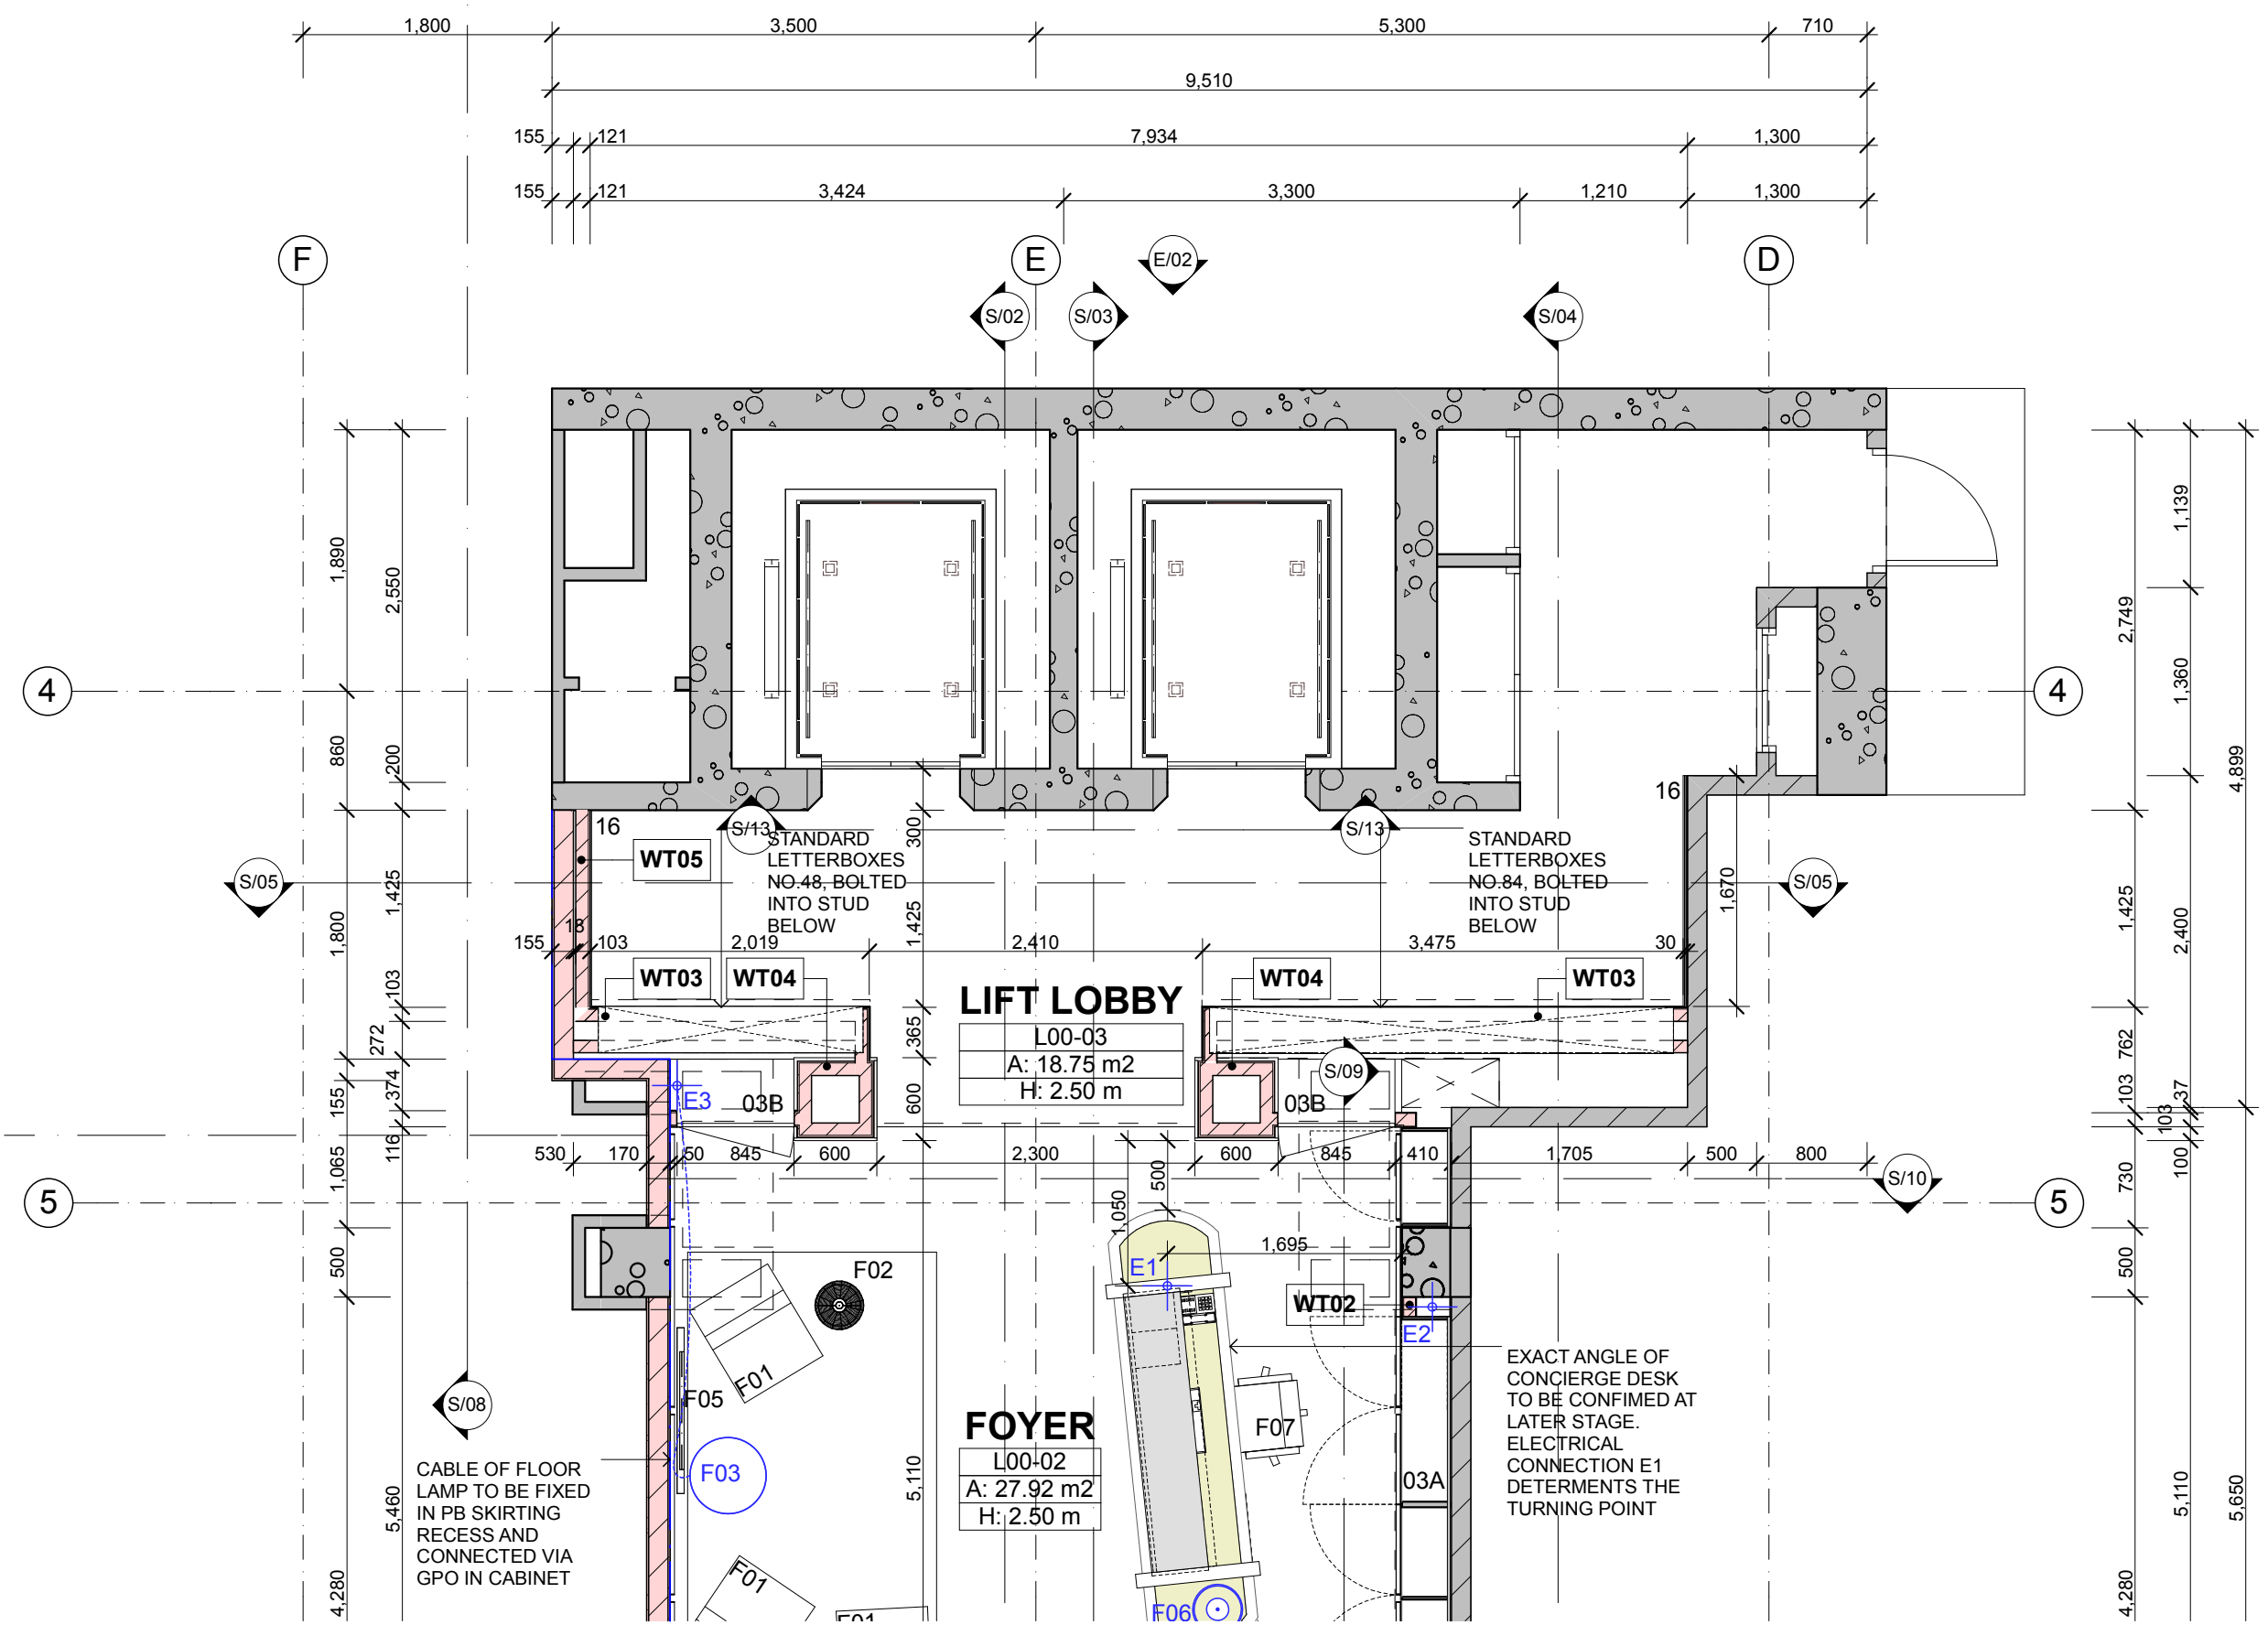 1,800 3,500 5,300 710
9,510
155 121 7,934 1,300
155 121 3,424 3,300 1,210 1,300
F E E/02 D
S/02 S/03 S/04
1,890
2,550
1,139
2,749
1,360
4 4
860
200
4,899
16
16
S/13
S/13
STANDARD
LETTERBOXES
NO.48, BOLTED
INTO STUD
BELOW
STANDARD
LETTERBOXES
NO.84, BOLTED
INTO STUD
BELOW
300
WT05
S/05 S/05
1,800
1,425
1,425
1,670
1,425
2,400
155 18 103 2,019 2,410 3,475 30
WT03 WT04 WT04 WT03
103
272
365
762
LIFT LOBBY
L00-03
A: 18.75 m2
H: 2.50 m
S/09
E3 03B 03B
155
374
600
103
37
103
116
1,065
530 170 50 845 600 2,300 600 845 410 1,705 500 800
500
730
100
S/10
5 5
1,050
1,695
E1
500
500
F02
WT02
E2
F01
F05
S/08
FOYER
L00-02
A: 27.92 m2
H: 2.50 m
F07
EXACT ANGLE OF
CONCIERGE DESK
TO BE CONFIMED AT
LATER STAGE.
ELECTRICAL
CONNECTION E1
DETERMENTS THE
TURNING POINT
CABLE OF FLOOR
LAMP TO BE FIXED
IN PB SKIRTING
RECESS AND
CONNECTED VIA
GPO IN CABINET
F03
03A
5,460
5,110
5,110
5,650
4,280
4,280
F01
F01
F06